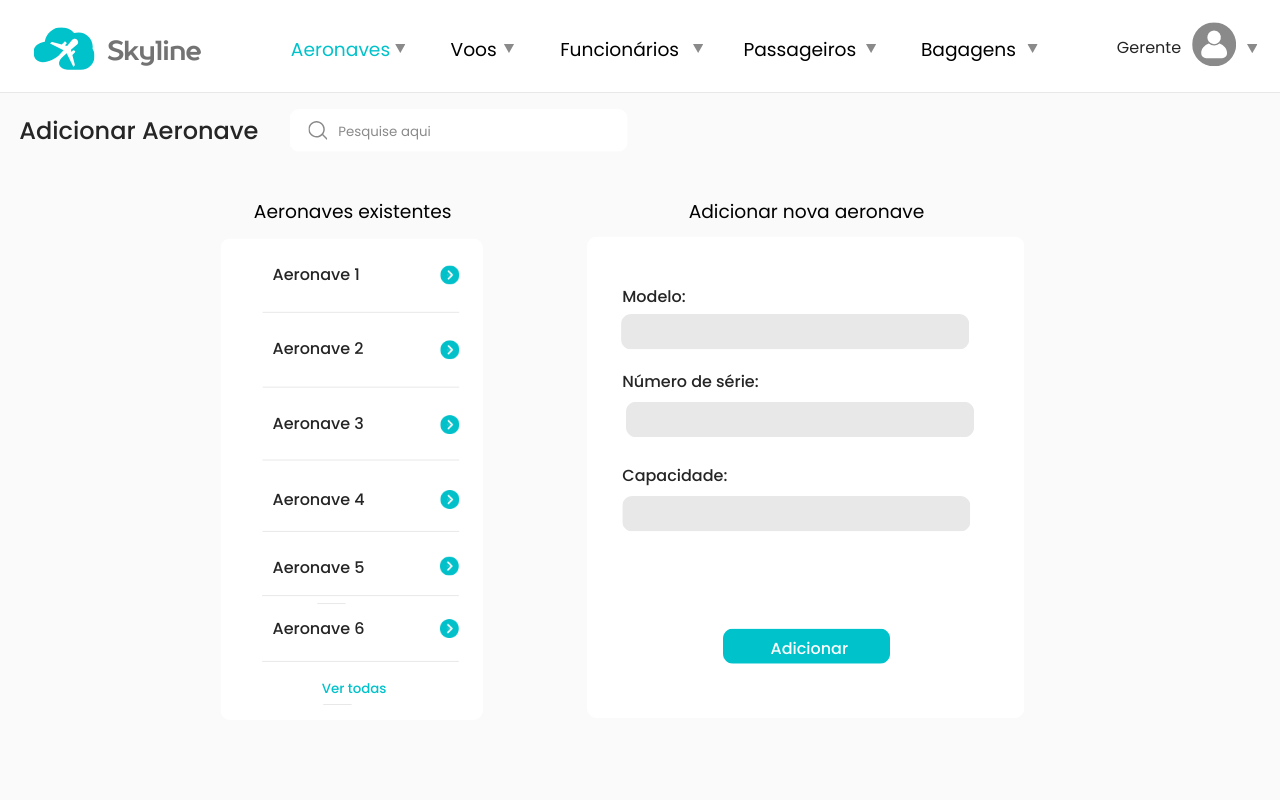 Skyline
Aeronaves
Voos
Funcionários
Passageiros
Bagagens
Gerente
Adicionar Aeronave
Pesquise aqui
Aeronaves existentes
Aeronave 1
Aeronave 2
Aeronave 3
Aeronave 4
Aeronave 5
Aeronave 6
Ver todas
Adicionar nova aeronave
Modelo:
Número de série:
Capacidade:
Adicionar